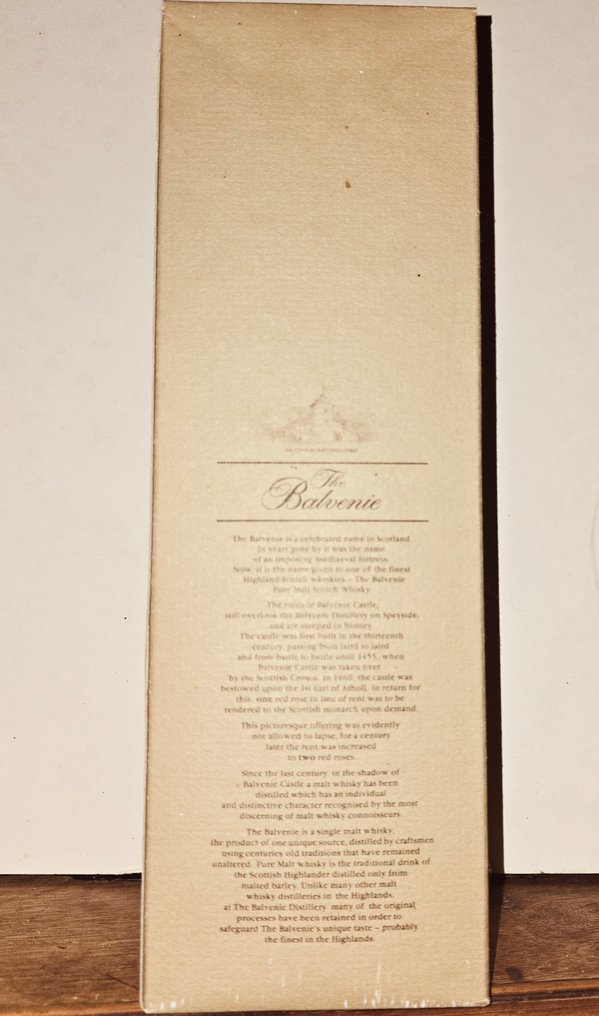 The
Balvenie
The Balvenie is a celebrated name in Scotland.
In years gone by it was the name
of an imposing mediaeval fortress.
Now, it is the name given to one of the finest
Highland Scotch whiskies – The Balvenie
Pure Malt Scotch Whisky.
The ruins of Balvenie Castle,
still overlook the Balvenie Distillery on Speyside,
and are steeped in history.
The castle was first built in the thirteenth
century, passing from laird to laird
and from battle to battle until 1455, when
Balvenie Castle was taken over
by the Scottish Crown. In 1460, the castle was
bestowed upon the 1st Earl of Atholl. In return for
this, one red rose in lieu of rent was to be
rendered to the Scottish monarch upon demand.
This picturesque offering was evidently
not allowed to lapse, for a century
later the rent was increased
to two red roses.
Since the last century, in the shadow of
Balvenie Castle a malt whisky has been
distilled which has an individual
and distinctive character recognised by the most
discerning of malt whisky connoisseurs.
The Balvenie is a single malt whisky,
the product of one unique source, distilled by craftsmen
using centuries old traditions that have remained
unaltered. Pure Malt whisky is the traditional drink of
the Scottish Highlander distilled only from
malted barley. Unlike many other malt
whisky distilleries in the Highlands,
at The Balvenie Distillery many of the original
processes have been retained in order to
safeguard The Balvenie's unique taste – probably
the finest in the Highlands.